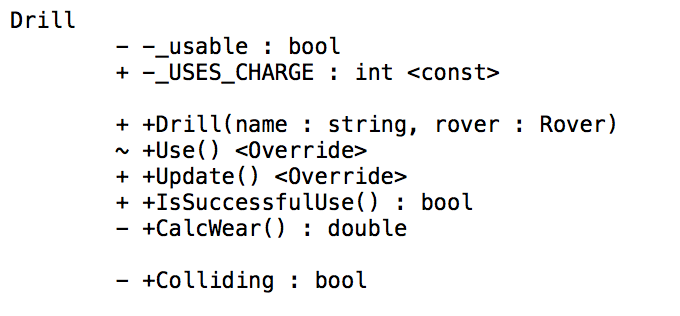 Drill
- -_usable : bool
+ -_USES_CHARGE : int <const>
+ +Drill(name : string, rover : Rover)
~ +Use() <Override>
+ +Update() <Override>
+ +IsSuccessfulUse() : bool
- +CalcWear() : double
- +Colliding : bool